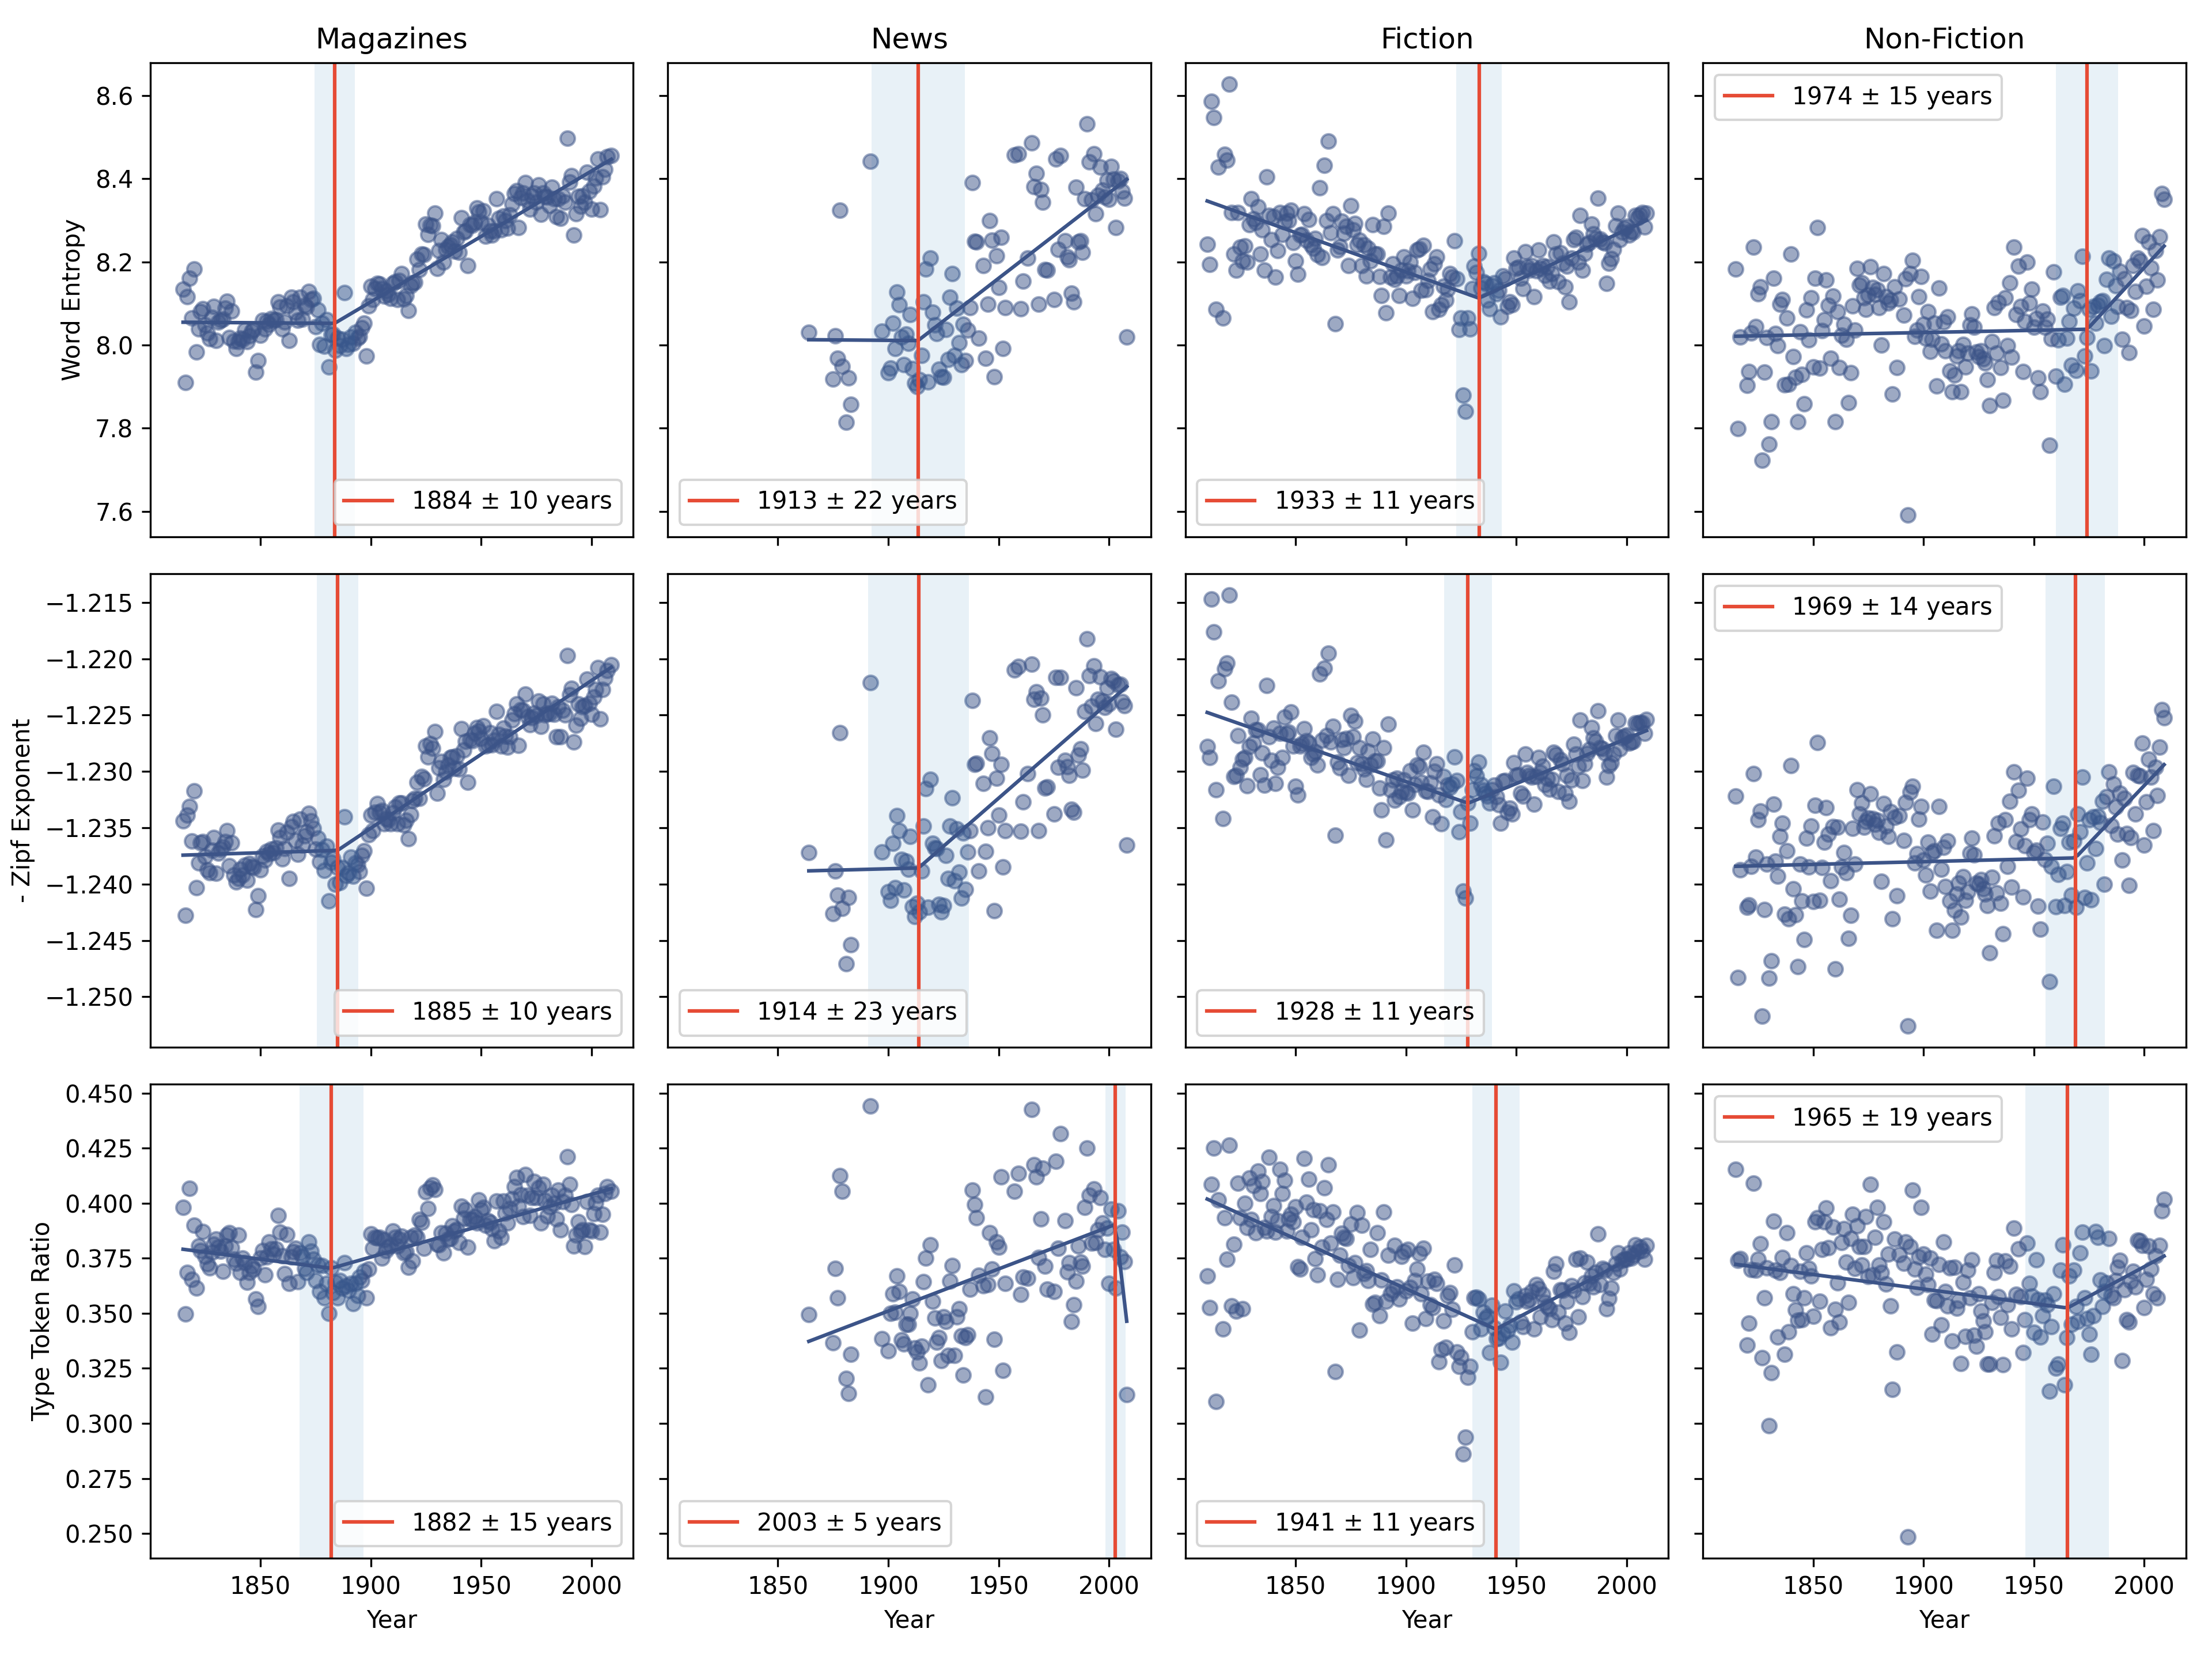 Magazines
News
Fiction
Non-Fiction
Word Entropy
8.6
8.4
8.2
8.0
7.8
7.6
1884 ± 10 years
1913 ± 22 years
1933 ± 11 years
1974 ± 15 years
- Zipf Exponent
−1.215
−1.220
−1.225
−1.230
−1.235
−1.240
−1.245
−1.250
1885 ± 10 years
1914 ± 23 years
1928 ± 11 years
1969 ± 14 years
Type Token Ratio
0.450
0.425
0.400
0.375
0.350
0.325
0.300
0.275
0.250
1882 ± 15 years
2003 ± 5 years
1941 ± 11 years
1965 ± 19 years
1850 1900 1950 2000
1850 1900 1950 2000
1850 1900 1950 2000
1850 1900 1950 2000
Year
Year
Year
Year